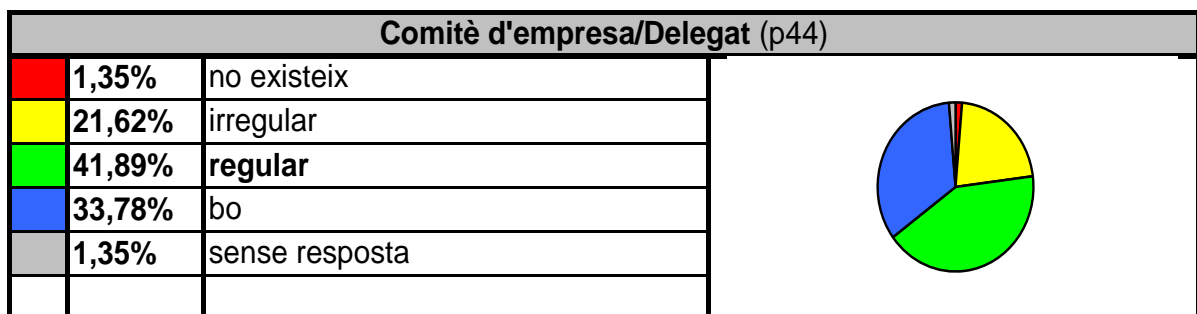 Comitè d'empresa/Delegat (p44)
1,35% no existeix
21,62% irregular
41,89% regular
33,78% bo
1,35% sense resposta